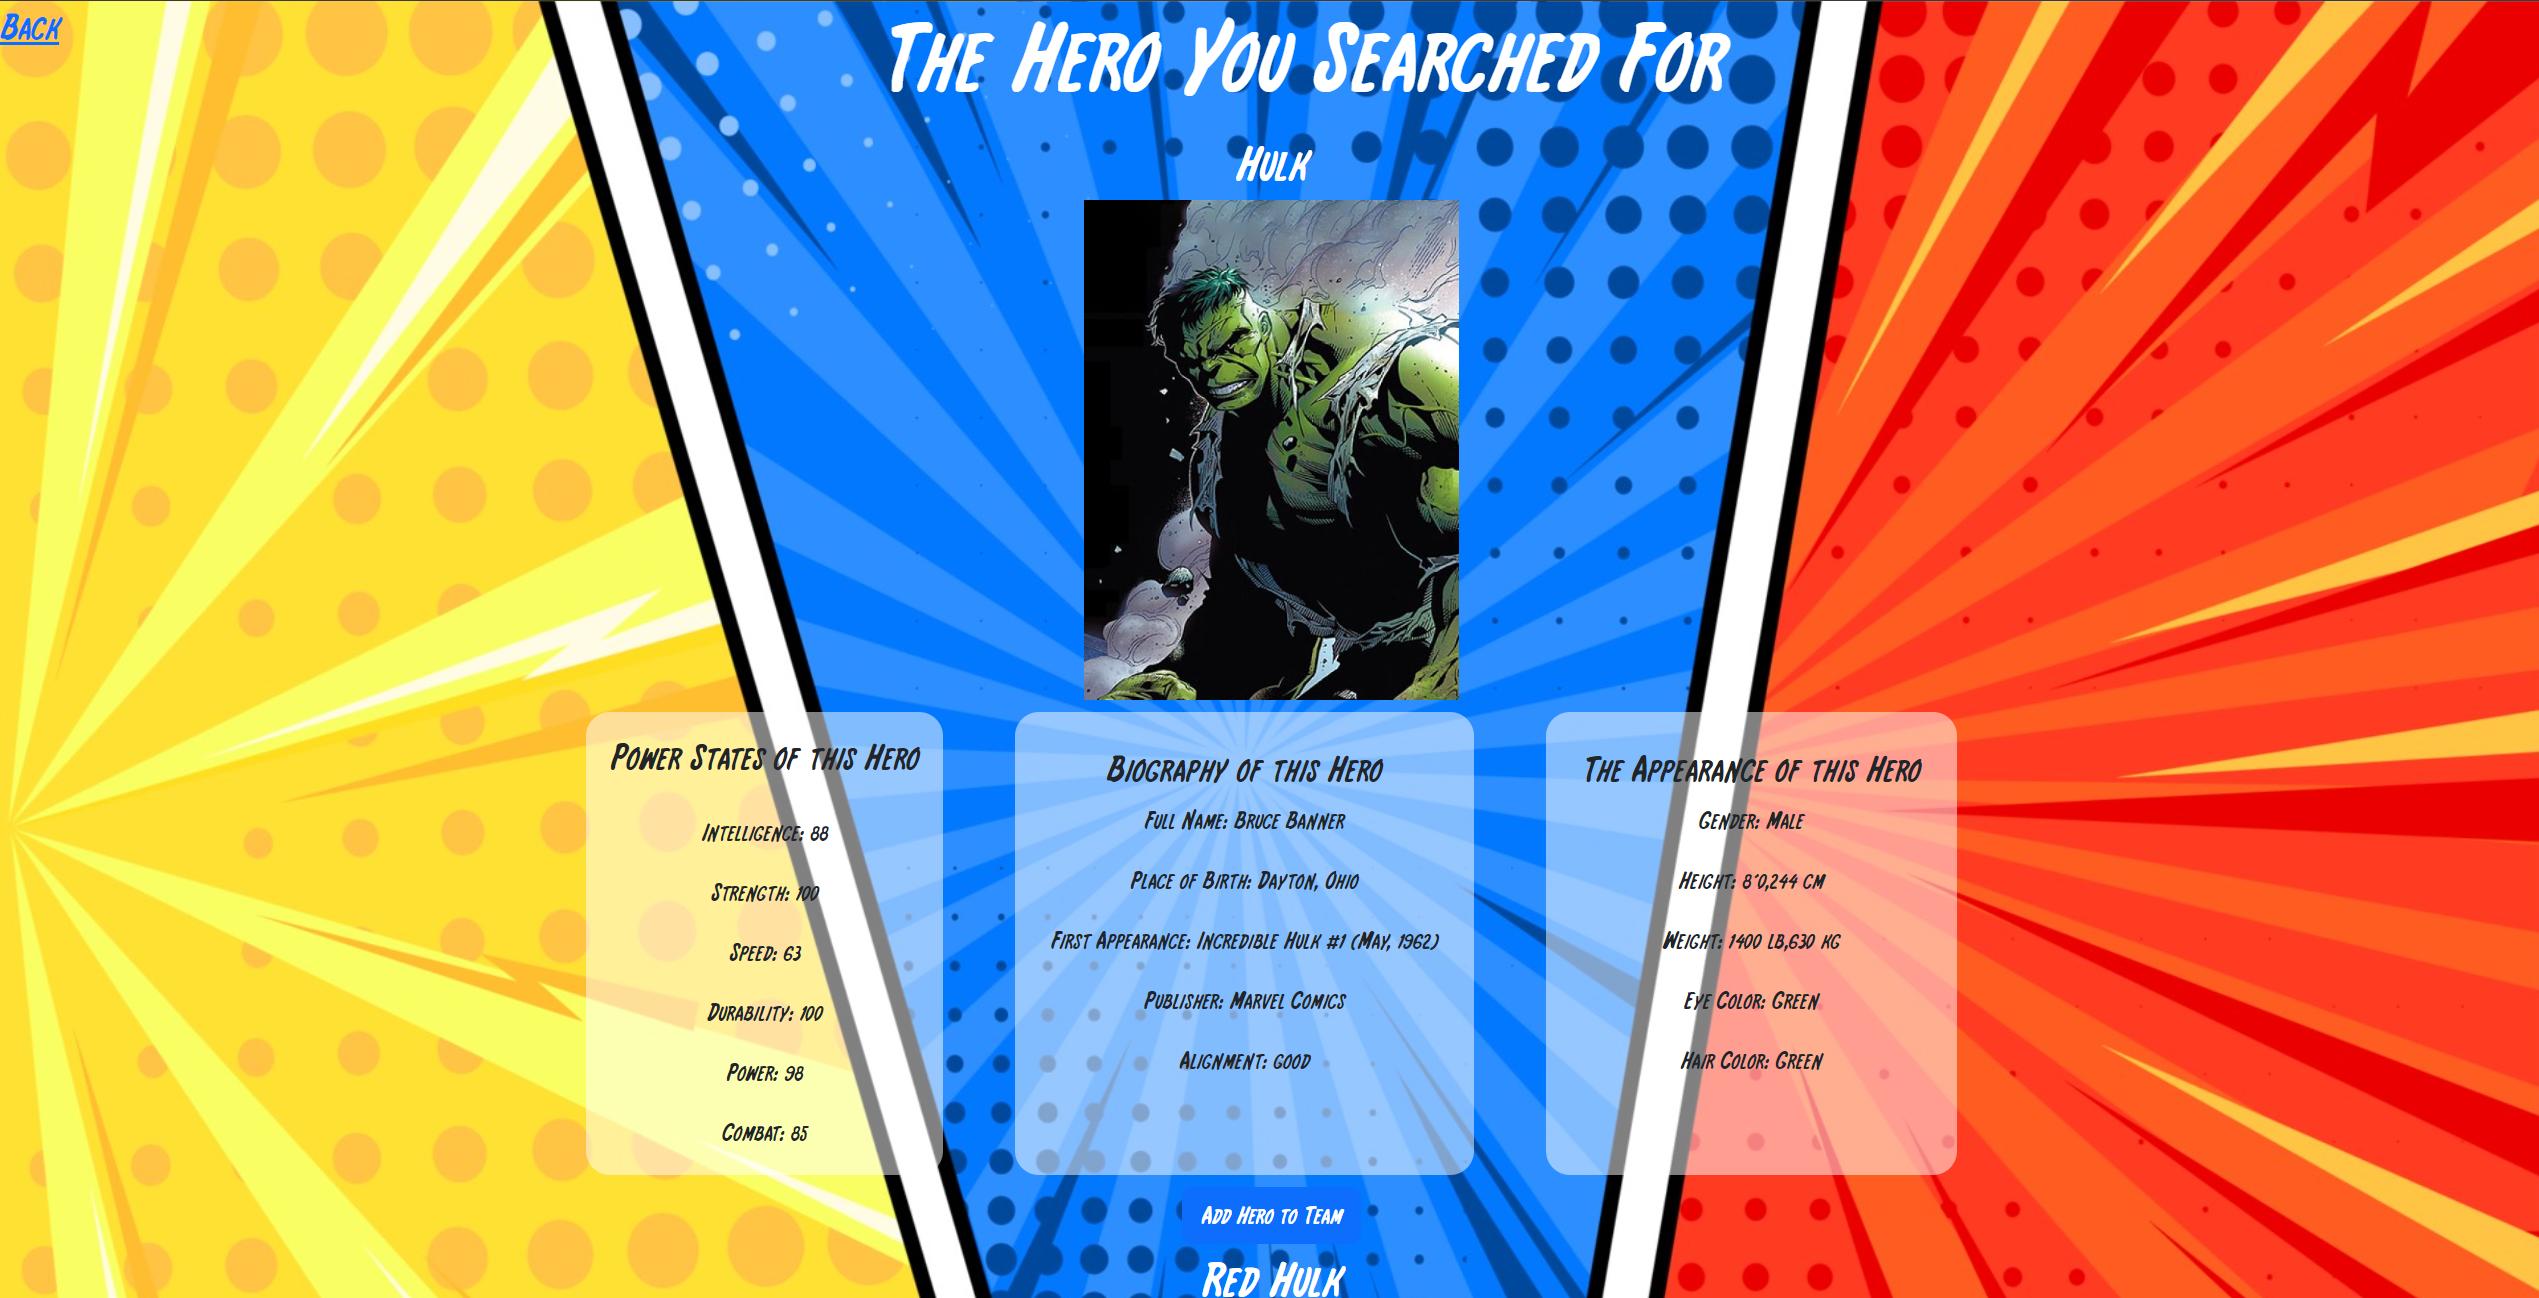 Back
The Hero You Searched For
Hulk
Power States of this Hero
Intelligence: 88
Strength: 100
Speed: 63
Durability: 100
Power: 98
Combat: 85
Biography of this Hero
Full Name: Bruce Banner
Place of Birth: Dayton, Ohio
First Appearance: Incredible Hulk #1 (May, 1962)
Publisher: Marvel Comics
Alignment: good
The Appearance of this Hero
Gender: Male
Height: 8'0,244 cm
Weight: 1400 lb,630 kg
Eye Color: Green
Hair Color: Green
Add Hero to Team
Red Hulk